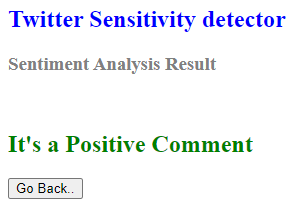 Twitter Sensitivity detector
Sentiment Analysis Result
It's a Positive Comment
Go Back..